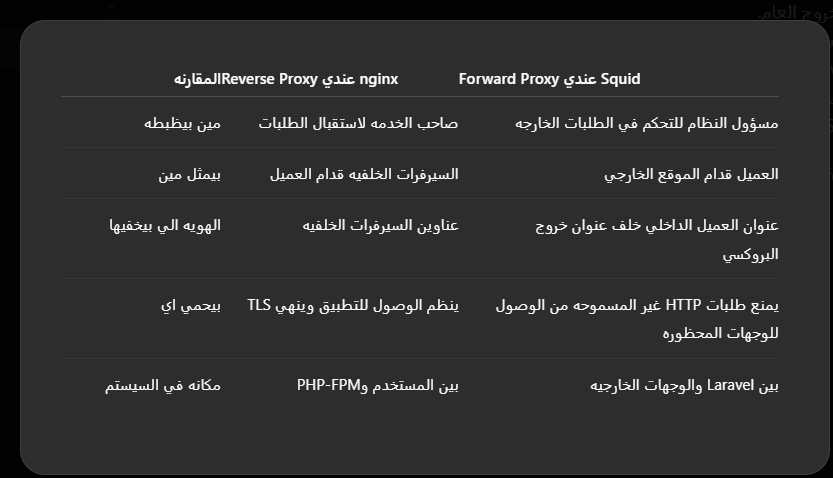 خروج العام.
Squid عندي Forward Proxy	nginx عندي Reverse Proxy	المقارنه
مسؤول النظام للتحكم في الطلبات الخارجه	صاحب الخدمه لاستقبال الطلبات	مين بيظبطه
العميل قدام الموقع الخارجي	السيرفرات الخلفيه قدام العميل	بيمثل مين
عنوان العميل الداخلي خلف عنوان خروج	عناوين السيرفرات الخلفيه	الهويه الي بيخفيها
البروكسي
يمنع طلبات HTTP غير المسموحه من الوصول	ينظم الوصول للتطبيق وينهي TLS	بيحمي اي
للوجهات المحظوره
بين Laravel والوجهات الخارجيه	بين المستخدم وPHP-FPM	مكانه في السيستم